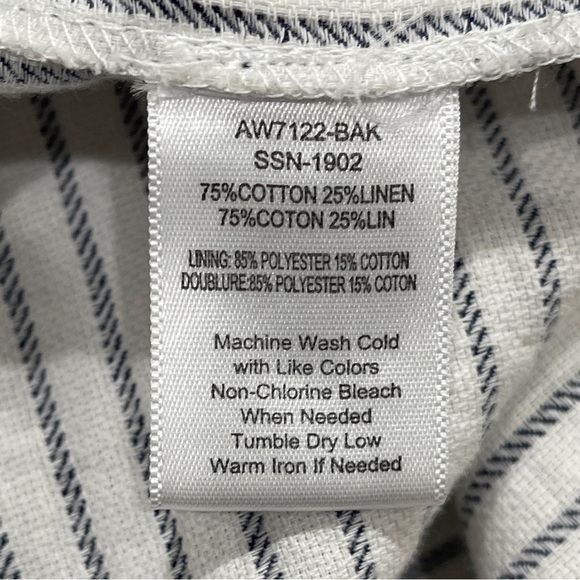 AW7122-BAK
SSN-1902
75%COTTON 25%LINEN
75%COTON 25%LIN
LINING: 85% POLYESTER 15% COTTON
DOUBLURE:85% POLYESTER 15% COTON
Machine Wash Cold
with Like Colors
Non-Chlorine Bleach
When Needed
Tumble Dry Low
Warm Iron If Needed